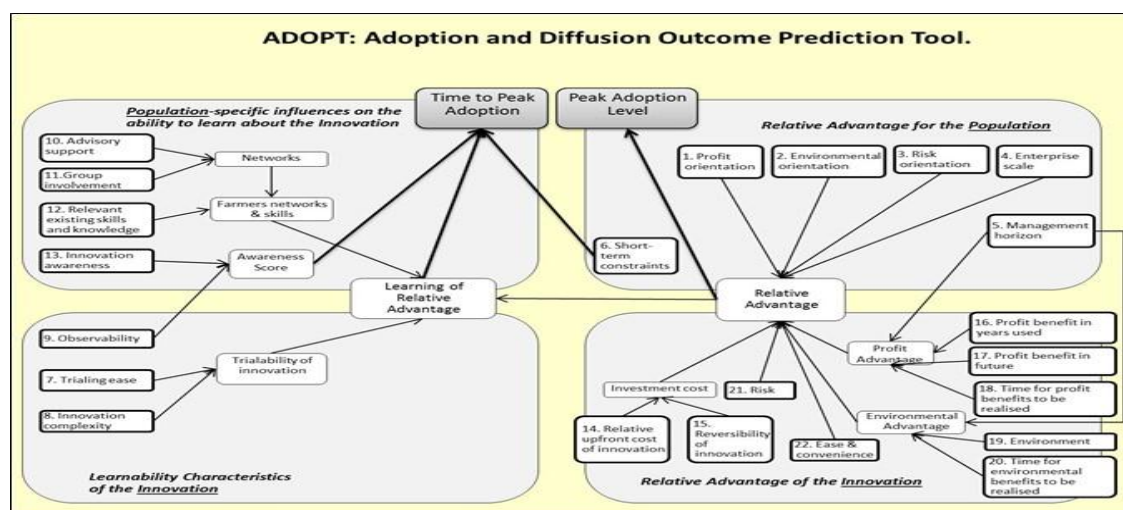 ADOPT: Adoption and Diffusion Outcome Prediction Tool.
Time to Peak
Adoption
Peak Adoption
Level
Population-specific influences on the
ability to learn about the Innovation
10. Advisory
support
11.Group
involvement
Networks
12. Relevant
existing skills
and knowledge
Farmers networks
& skills
13. Innovation
awareness
Awareness
Score
Relative Advantage for the Population
1. Profit
orientation
2. Environmental
orientation
3. Risk
orientation
4. Enterprise
scale
5. Management
horizon
6. Short-
term
constraints
Learning of
Relative
Advantage
Relative
Advantage
9. Observability
7. Trialing ease
8. Innovation
complexity
Trialability of
innovation
Learnability Characteristics
of the Innovation
Profit
Advantage
16. Profit benefit in
years used
17. Profit benefit in
future
18. Time for profit
benefits to be
realised
Investment cost
21. Risk
Environmental
Advantage
14. Relative
upfront cost
of innovation
15.
Reversibility
of
innovation
22. Ease &
convenience
19. Environment
20. Time for
environmental
benefits to be
realised
Relative Advantage of the Innovation